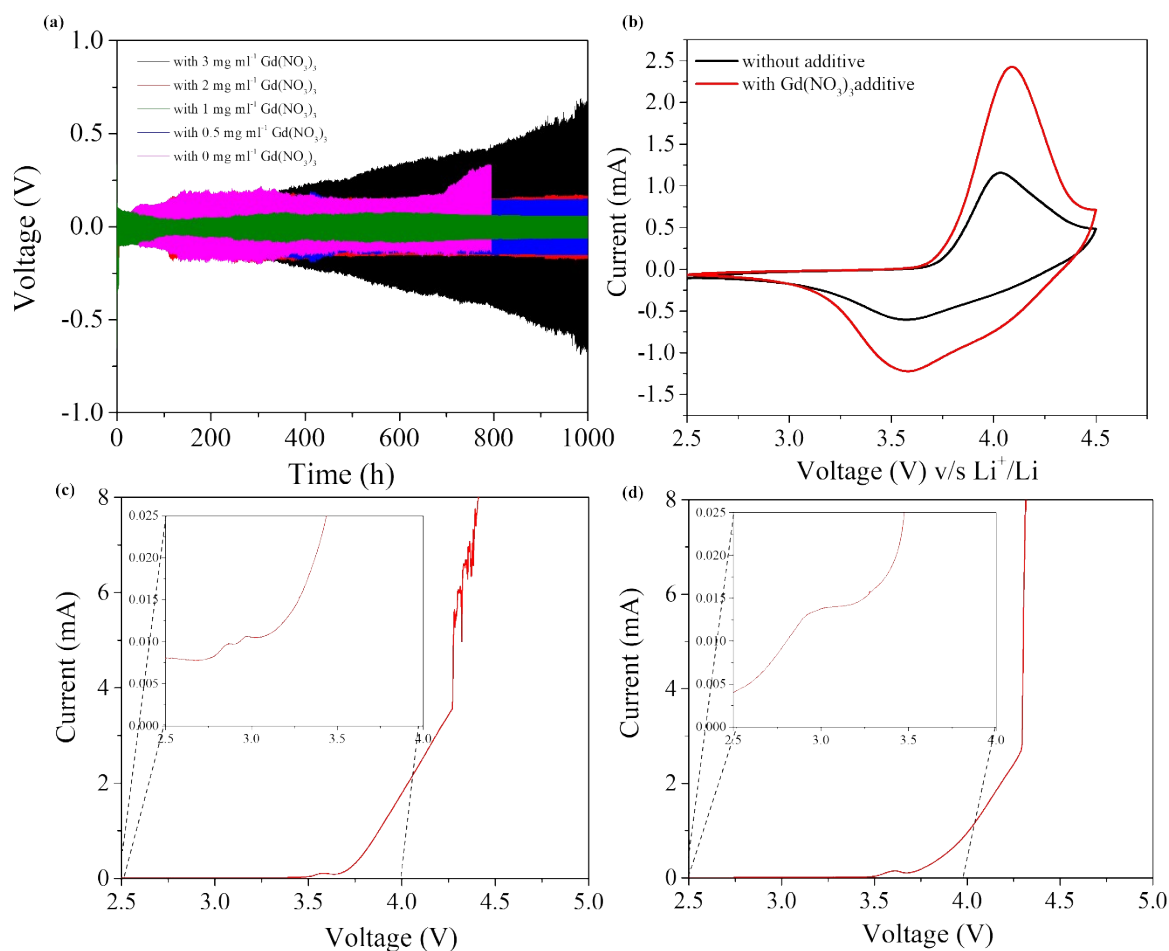 (a)
1.0
0.5
0.0
-0.5
-1.0
Voltage (V)
with 3 mg ml⁻¹ Gd(NO₃)₃
with 2 mg ml⁻¹ Gd(NO₃)₃
with 1 mg ml⁻¹ Gd(NO₃)₃
with 0.5 mg ml⁻¹ Gd(NO₃)₃
with 0 mg ml⁻¹ Gd(NO₃)₃
0 200 400 600 800 1000
Time (h)
(b)
2.5
2.0
1.5
1.0
0.5
0.0
-0.5
-1.0
-1.5
Current (mA)
without additive
with Gd(NO₃)₃additive
2.5 3.0 3.5 4.0 4.5
Voltage (V) v/s Li⁺/Li
(c)
8
6
4
2
0
Current (mA)
0.025
0.020
0.015
0.010
0.005
0.000
2.5 3.0 3.5 4.0
2.5 3.0 3.5 4.0 4.5 5.0
Voltage (V)
(d)
8
6
4
2
0
Current (mA)
0.025
0.020
0.015
0.010
0.005
0.000
2.5 3.0 3.5 4.0
2.5 3.0 3.5 4.0 4.5 5.0
Voltage (V)